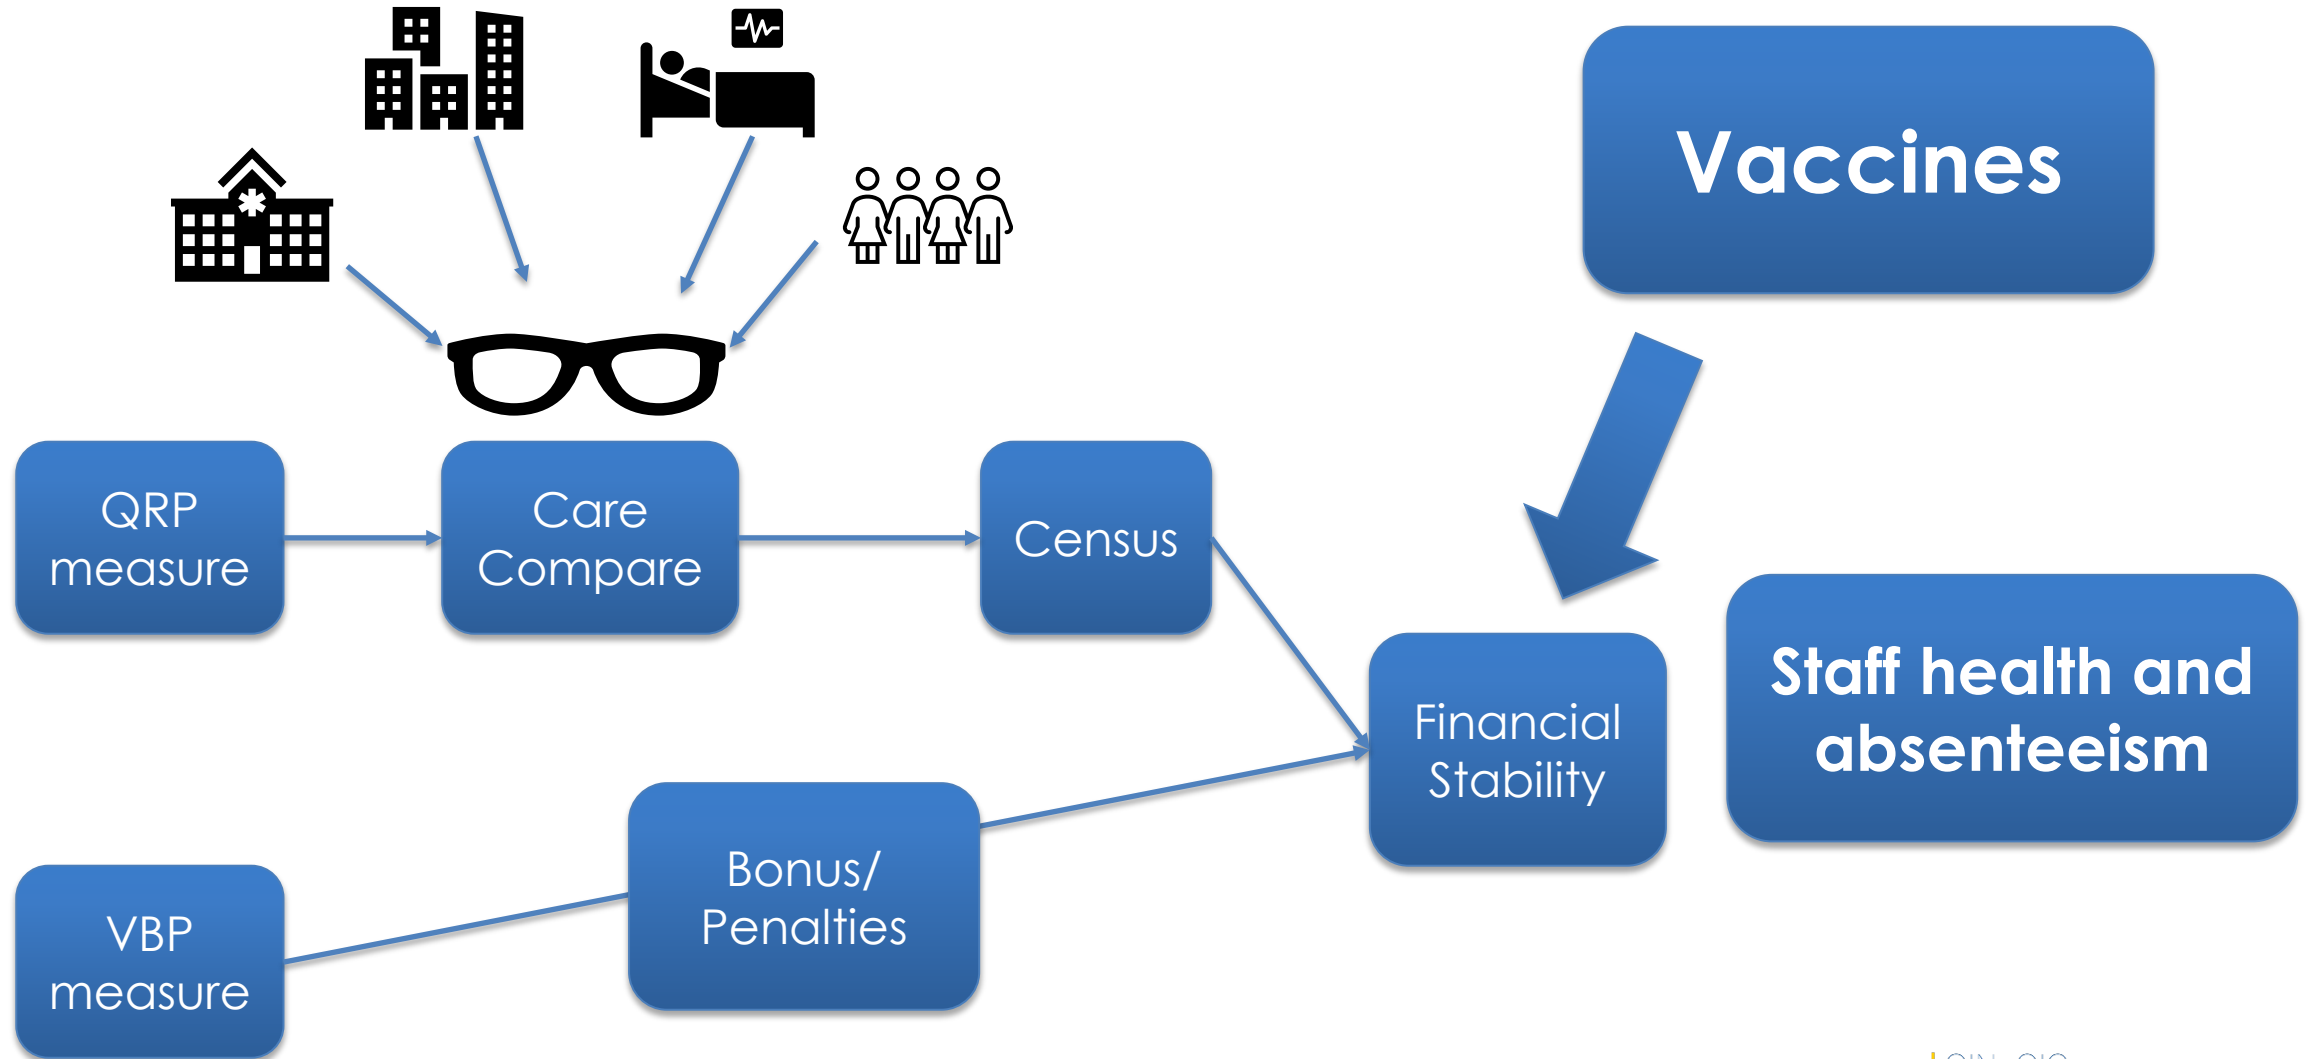 Vaccines
QRP
measure
Care
Compare
Census
Staff health and
absenteeism
Financial
Stability
Bonus/
Penalties
VBP
measure